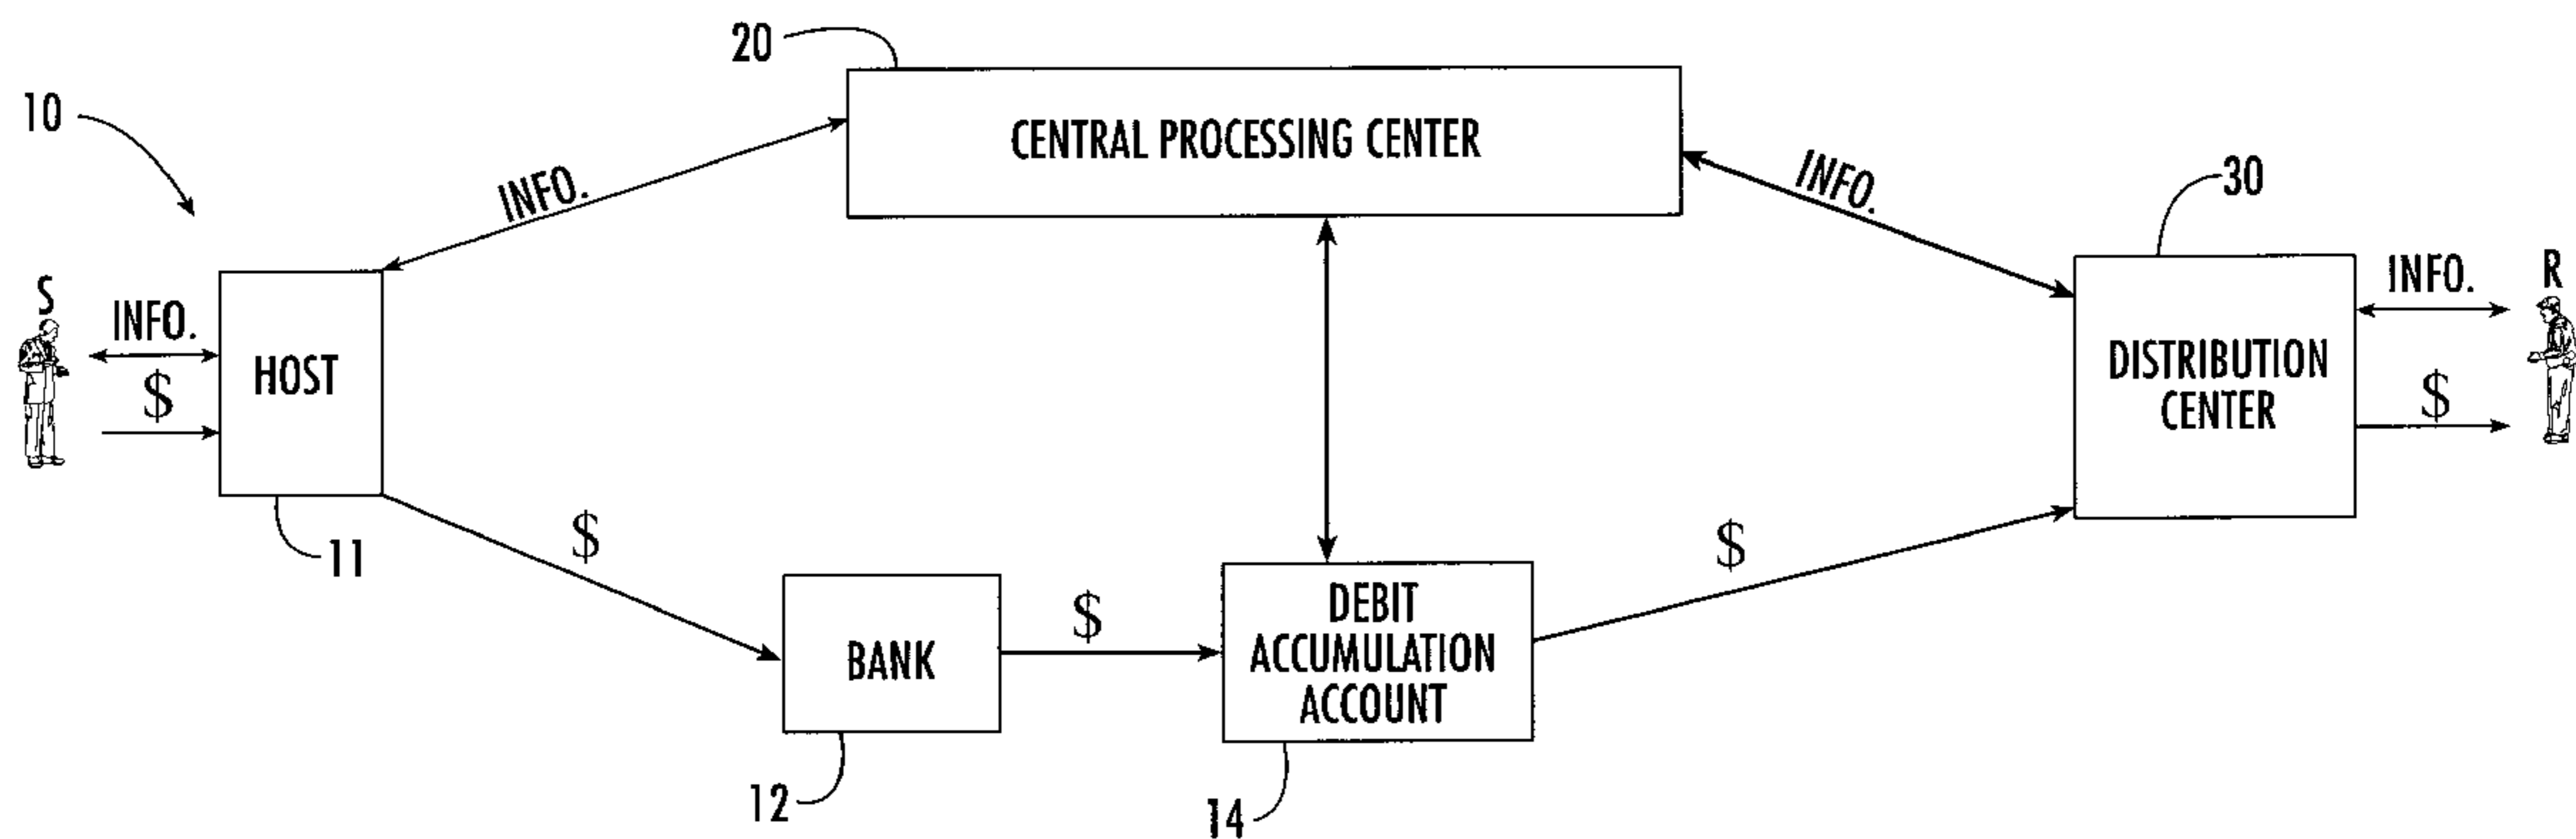 20
10
CENTRAL PROCESSING CENTER
INFO.
INFO.
30
S
INFO.
$
HOST
11
$
BANK
12
$
DEBIT
ACCUMULATION
ACCOUNT
14
$
DISTRIBUTION
CENTER
INFO.
$
R